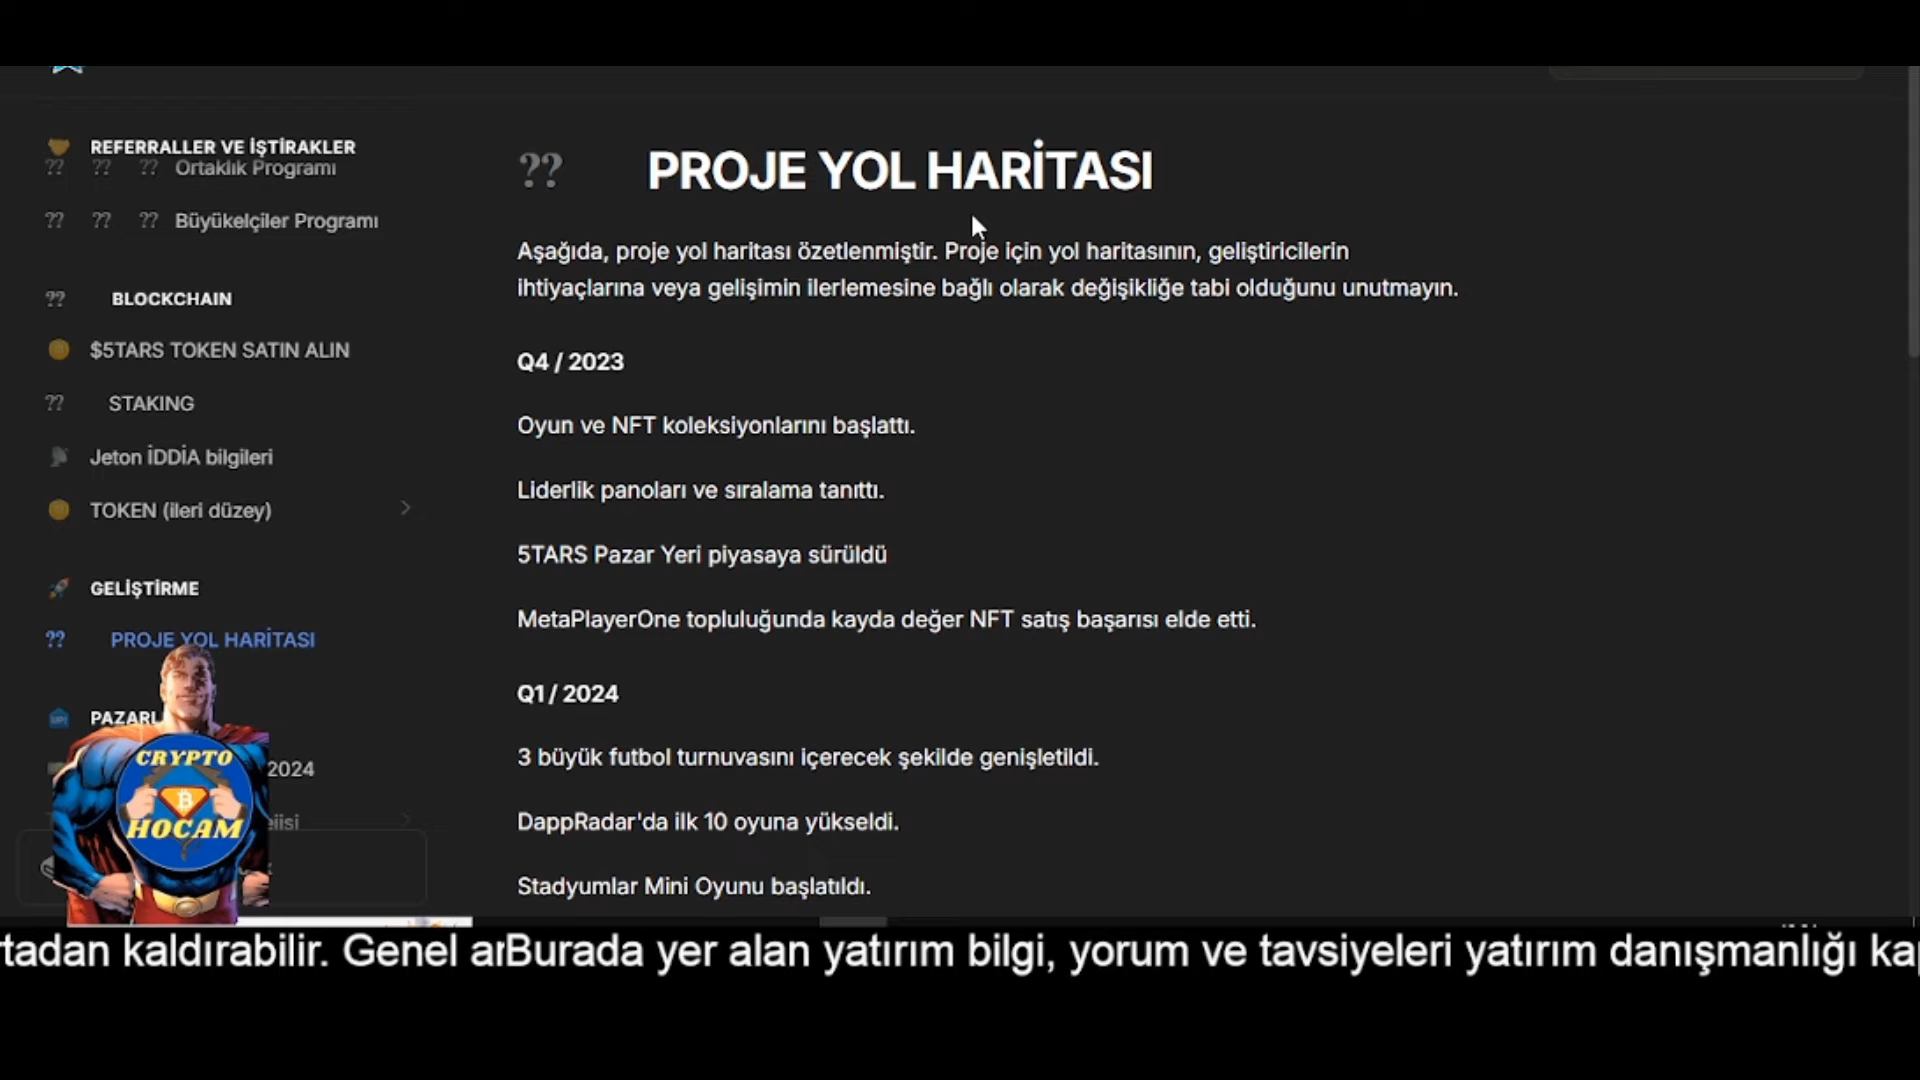 REFERRALLER VE İŞTİRAKLER
?? ?? ?? Ortaklık Programı
?? ?? ?? Büyükelçiler Programı
?? BLOCKCHAIN
$5TARS TOKEN SATIN ALIN
?? STAKING
Jeton İDDİA bilgileri
TOKEN (ileri düzey)
GELİŞTİRME
?? PROJE YOL HARİTASI
PAZARL
2024
CRYPTO
B
HOCAM
?? PROJE YOL HARİTASI
Aşağıda, proje yol haritası özetlenmiştir. Proje için yol haritasının, geliştiricilerin
ihtiyaçlarına veya gelişimin ilerlemesine bağlı olarak değişikliğe tabi olduğunu unutmayın.
Q4 / 2023
Oyun ve NFT koleksiyonlarını başlattı.
Liderlik panoları ve sıralama tanıttı.
5TARS Pazar Yeri piyasaya sürüldü
MetaPlayerOne topluluğunda kayda değer NFT satış başarısı elde etti.
Q1 / 2024
3 büyük futbol turnuvasını içerecek şekilde genişletildi.
DappRadar'da ilk 10 oyuna yükseldi.
Stadyumlar Mini Oyunu başlatıldı.
rtadan kaldırabilir. Genel arBurada yer alan yatırım bilgi, yorum ve tavsiyeleri yatırım danışmanlığı kap